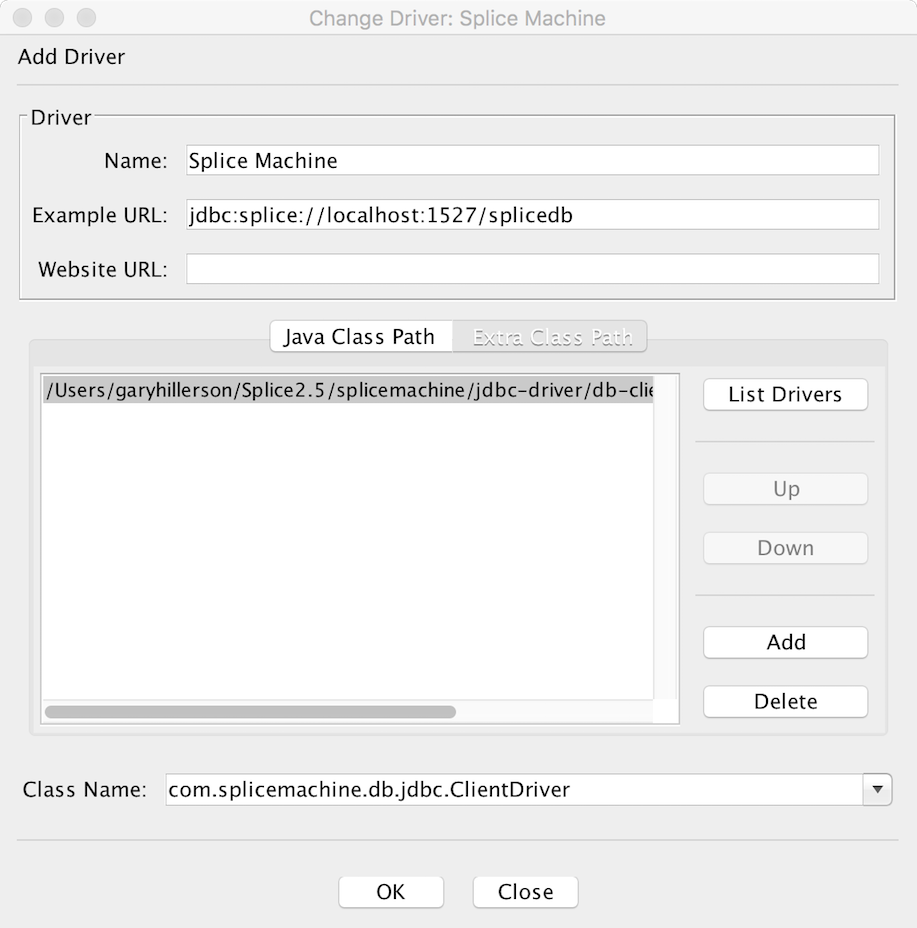 Change Driver: Splice Machine
Add Driver
Driver
Name: Splice Machine
Example URL: jdbc:splice://localhost:1527/splicedb
Website URL:
Java Class Path Extra Class Path
/Users/garyhillerson/Splice2.5/splicemachine/jdbc-driver/db-clie
List Drivers
Up
Down
Add
Delete
Class Name: com.splicemachine.db.jdbc.ClientDriver
OK Close